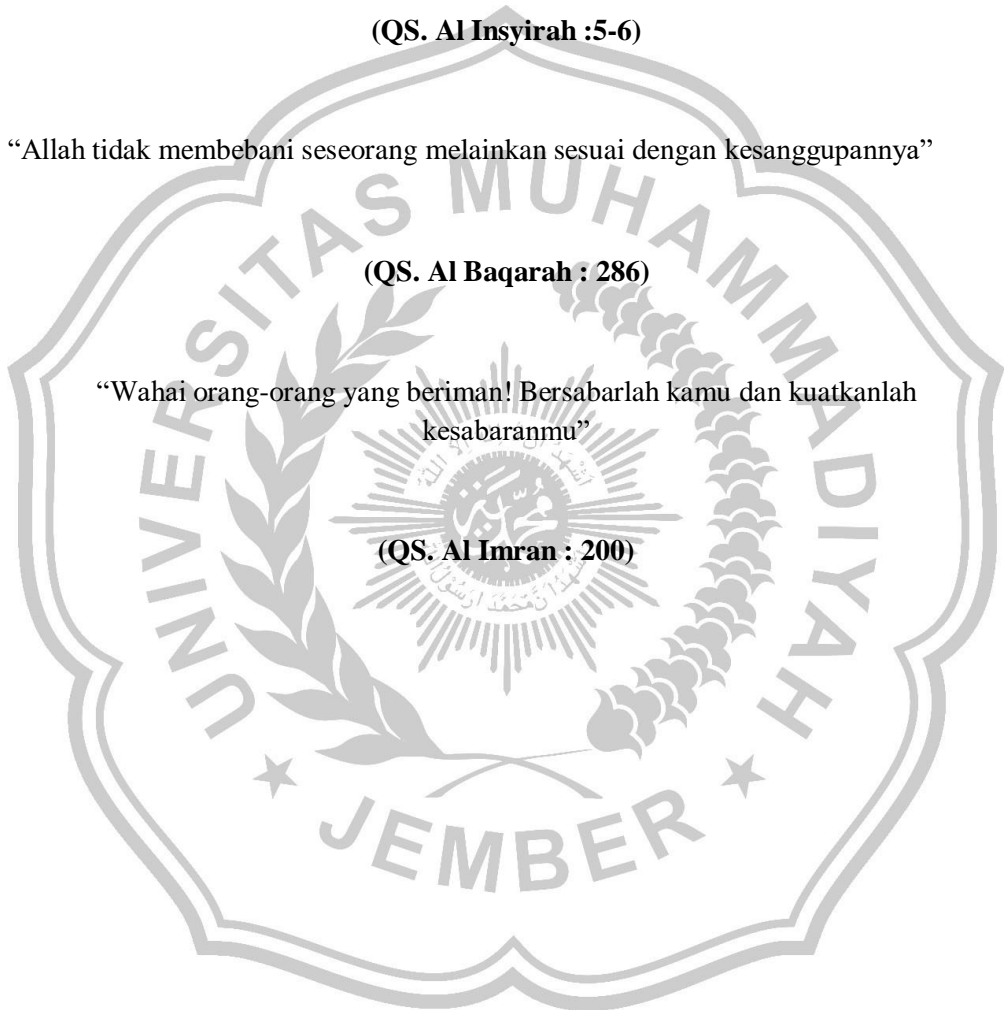 (QS. Al Insyirah :5-6)
“Allah tidak membebani seseorang melainkan sesuai dengan kesanggupannya”
(QS. Al Baqarah : 286)
“Wahai orang-orang yang beriman! Bersabarlah kamu dan kuatkanlah
kesabaranmu”
(QS. Al Imran : 200)
UNIVERSITAS MUHAMMADIYAH
JEMBER